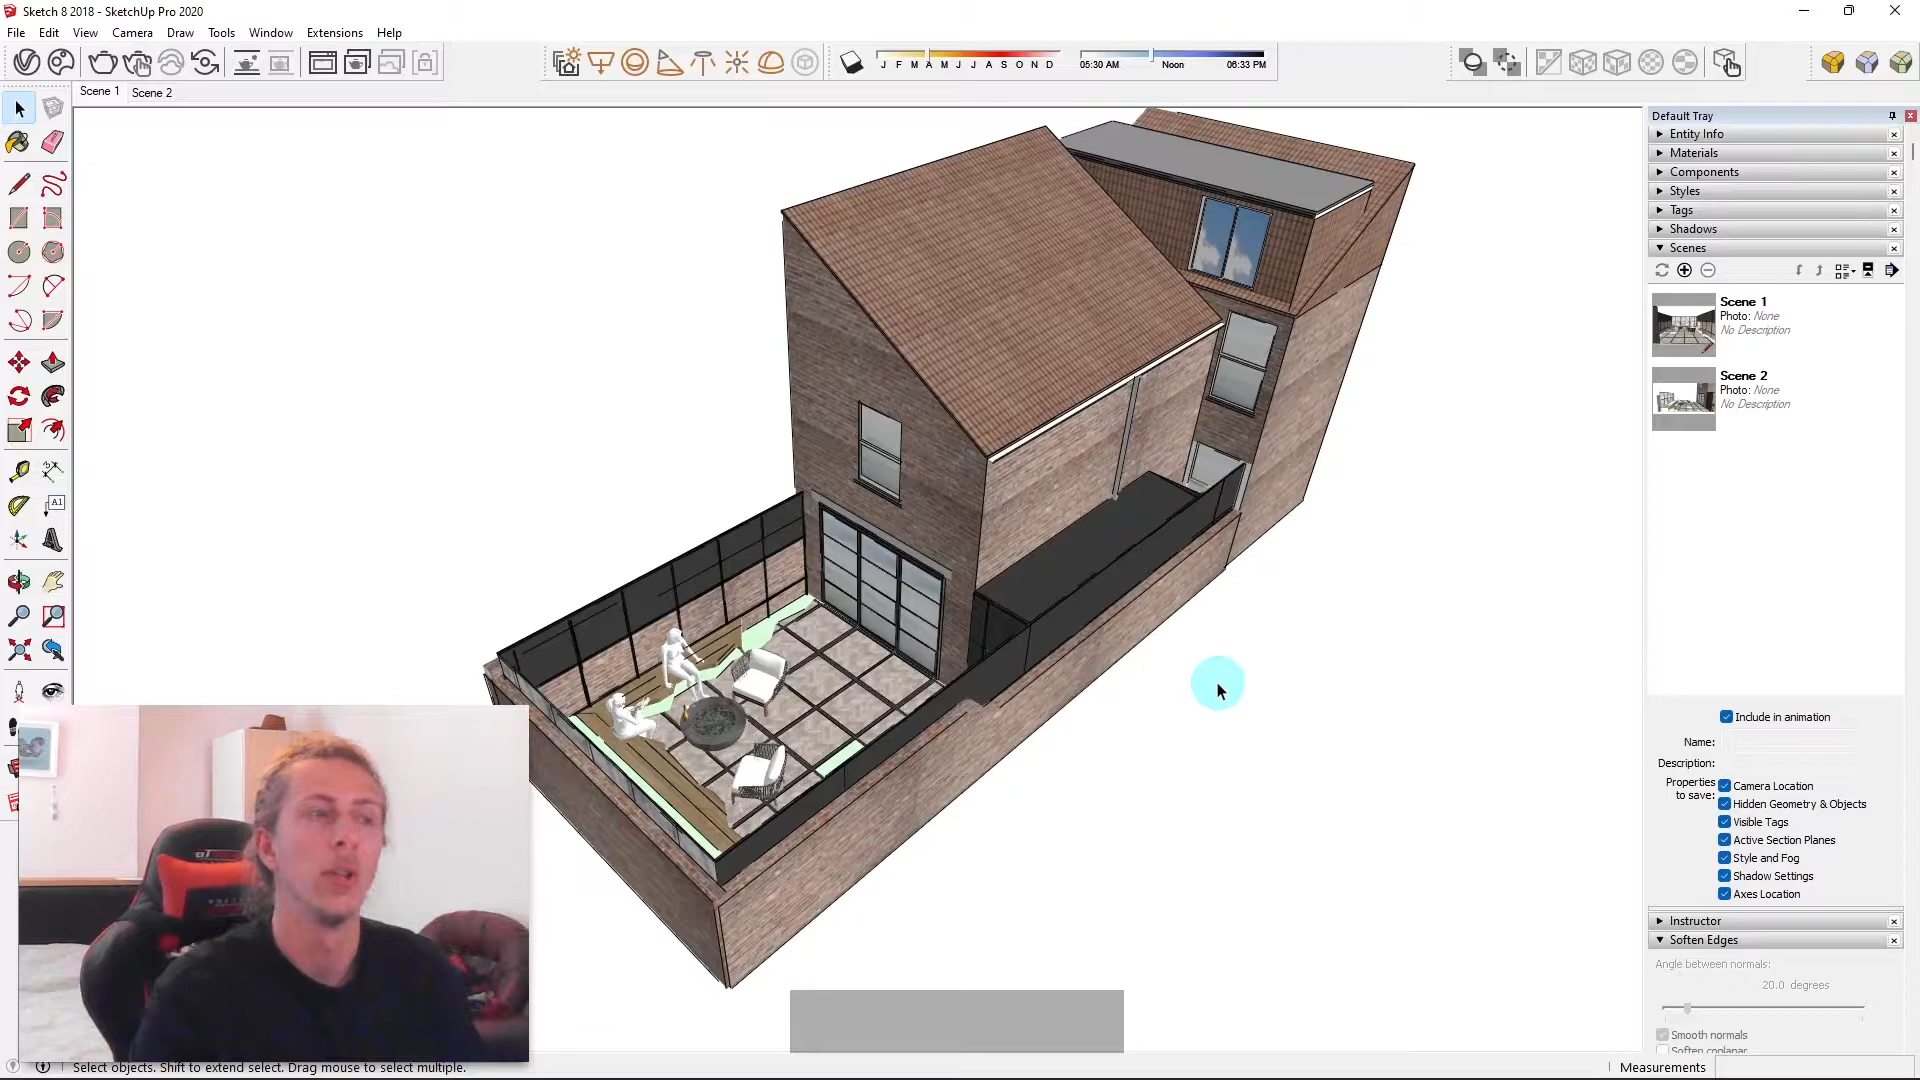 Sketch 8 2018 - SketchUp Pro 2020
File Edit View Camera Draw Tools Window Extensions Help
J F M A M J J A S O N D
05:30 AM Noon 06:33 PM
Scene 1 Scene 2
Default Tray
Entity Info
Materials
Components
Styles
Tags
Shadows
Scenes
Scene 1
Photo: None
No Description
Scene 2
Photo: None
No Description
Include in animation
Name:
Description:
Properties to save:
Camera Location
Hidden Geometry & Objects
Visible Tags
Active Section Planes
Style and Fog
Shadow Settings
Axes Location
Instructor
Soften Edges
Angle between normals:
20.0 degrees
Smooth normals
Soften coplanar
A1
Select objects. Shift to extend select. Drag mouse to select multiple.
Measurements